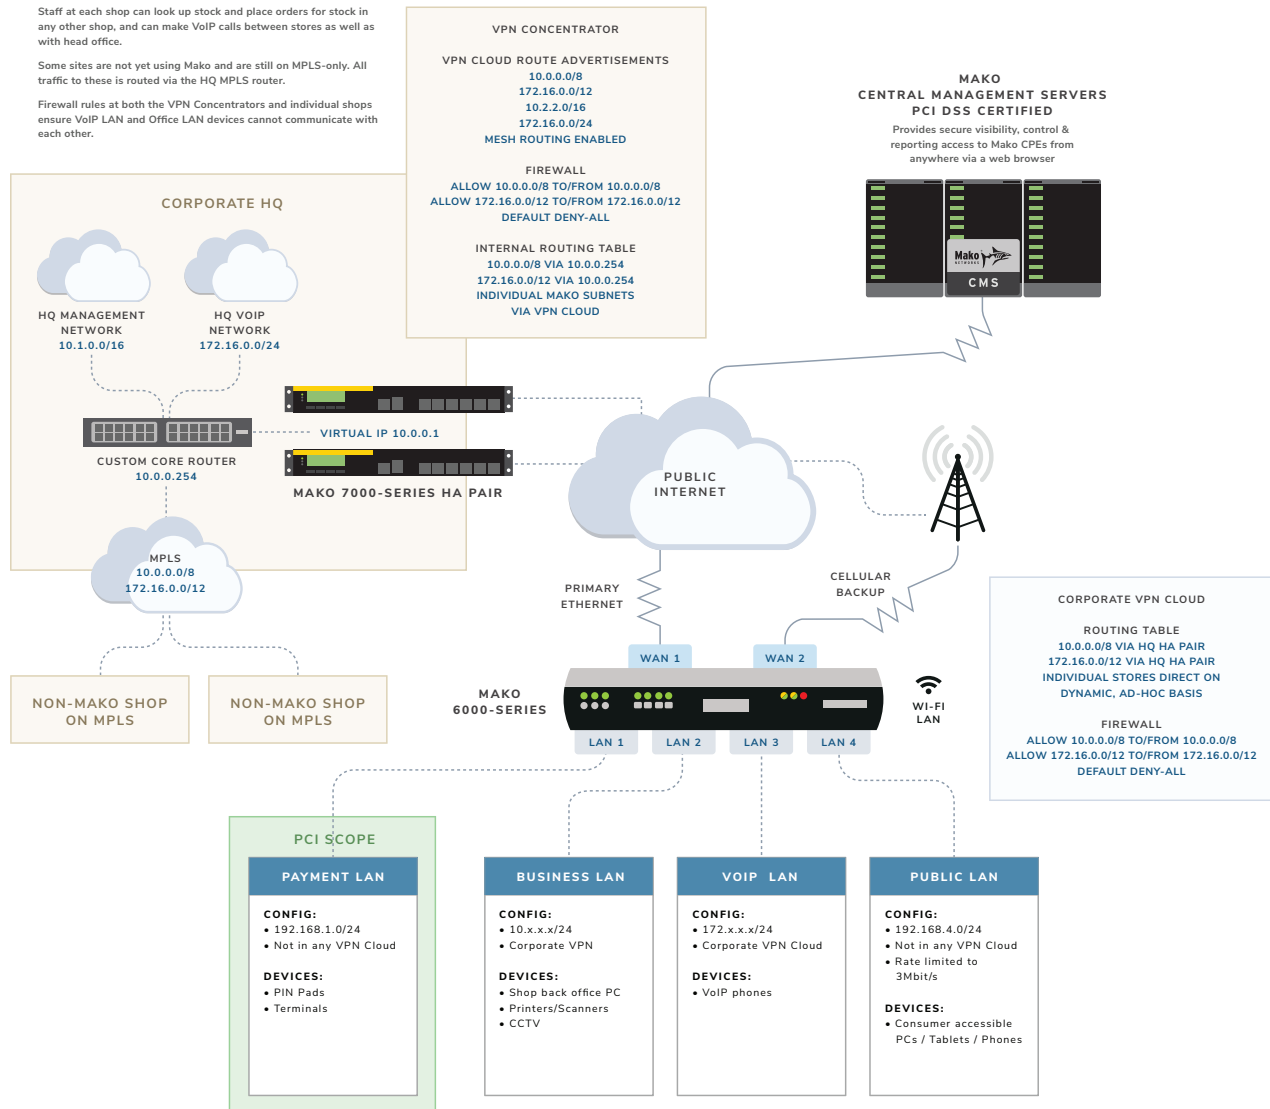 Staff at each shop can look up stock and place orders for stock in
any other shop, and can make VoIP calls between stores as well as
with head office.
Some sites are not yet using Mako and are still on MPLS-only. All
traffic to these is routed via the HQ MPLS router.
Firewall rules at both the VPN Concentrators and individual shops
ensure VoIP LAN and Office LAN devices cannot communicate with
each other.
VPN CONCENTRATOR
VPN CLOUD ROUTE ADVERTISEMENTS
10.0.0.0/8
172.16.0.0/12
10.2.2.0/16
172.16.0.0/24
MESH ROUTING ENABLED
FIREWALL
ALLOW 10.0.0.0/8 TO/FROM 10.0.0.0/8
ALLOW 172.16.0.0/12 TO/FROM 172.16.0.0/12
DEFAULT DENY-ALL
INTERNAL ROUTING TABLE
10.0.0.0/8 VIA 10.0.0.254
172.16.0.0/12 VIA 10.0.0.254
INDIVIDUAL MAKO SUBNETS
VIA VPN CLOUD
MAKO
CENTRAL MANAGEMENT SERVERS
PCI DSS CERTIFIED
Provides secure visibility, control &
reporting access to Mako CPEs from
anywhere via a web browser
Mako
NETWORKS
CMS
CORPORATE HQ
HQ MANAGEMENT
NETWORK
10.1.0.0/16
HQ VOIP
NETWORK
172.16.0.0/24
VIRTUAL IP 10.0.0.1
CUSTOM CORE ROUTER
10.0.0.254
MAKO 7000-SERIES HA PAIR
MPLS
10.0.0.0/8
172.16.0.0/12
NON-MAKO SHOP
ON MPLS
NON-MAKO SHOP
ON MPLS
PUBLIC
INTERNET
PRIMARY
ETHERNET
CELLULAR
BACKUP
WAN 1
WAN 2
MAKO
6000-SERIES
WI-FI
LAN
LAN 1
LAN 2
LAN 3
LAN 4
CORPORATE VPN CLOUD
ROUTING TABLE
10.0.0.0/8 VIA HQ HA PAIR
172.16.0.0/12 VIA HQ HA PAIR
INDIVIDUAL STORES DIRECT ON
DYNAMIC, AD-HOC BASIS
FIREWALL
ALLOW 10.0.0.0/8 TO/FROM 10.0.0.0/8
ALLOW 172.16.0.0/12 TO/FROM 172.16.0.0/12
DEFAULT DENY-ALL
PCI SCOPE
PAYMENT LAN
CONFIG:
• 192.168.1.0/24
• Not in any VPN Cloud
DEVICES:
• PIN Pads
• Terminals
BUSINESS LAN
CONFIG:
• 10.x.x.x/24
• Corporate VPN
DEVICES:
• Shop back office PC
• Printers/Scanners
• CCTV
VOIP LAN
CONFIG:
• 172.x.x.x/24
• Corporate VPN Cloud
DEVICES:
• VoIP phones
PUBLIC LAN
CONFIG:
• 192.168.4.0/24
• Not in any VPN Cloud
• Rate limited to
3Mbit/s
DEVICES:
• Consumer accessible
PCs / Tablets / Phones